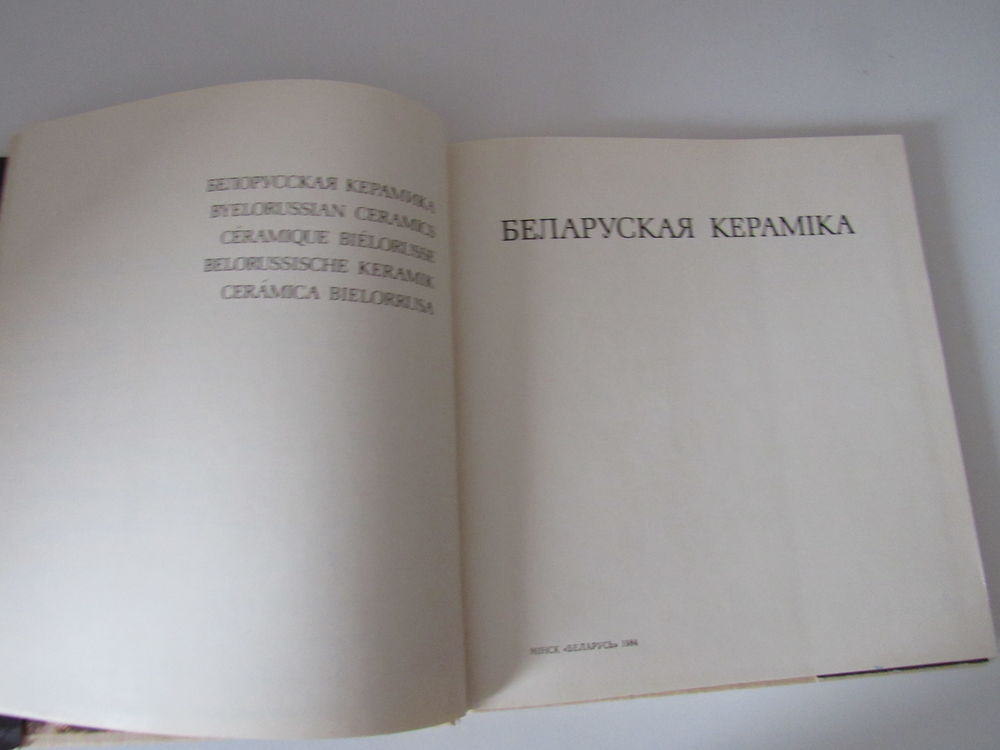 БЕЛОРУССКАЯ КЕРАМИКА
BYELORUSSIAN CERAMICS
CÉRAMIQUE BIÉLORUSSE
BELORUSSISCHE KERAMIK
CERÁMICA BIELORRUSA
БЕЛАРУСКАЯ КЕРАМІКА
МІНСК «БЕЛАРУСЬ» 1984